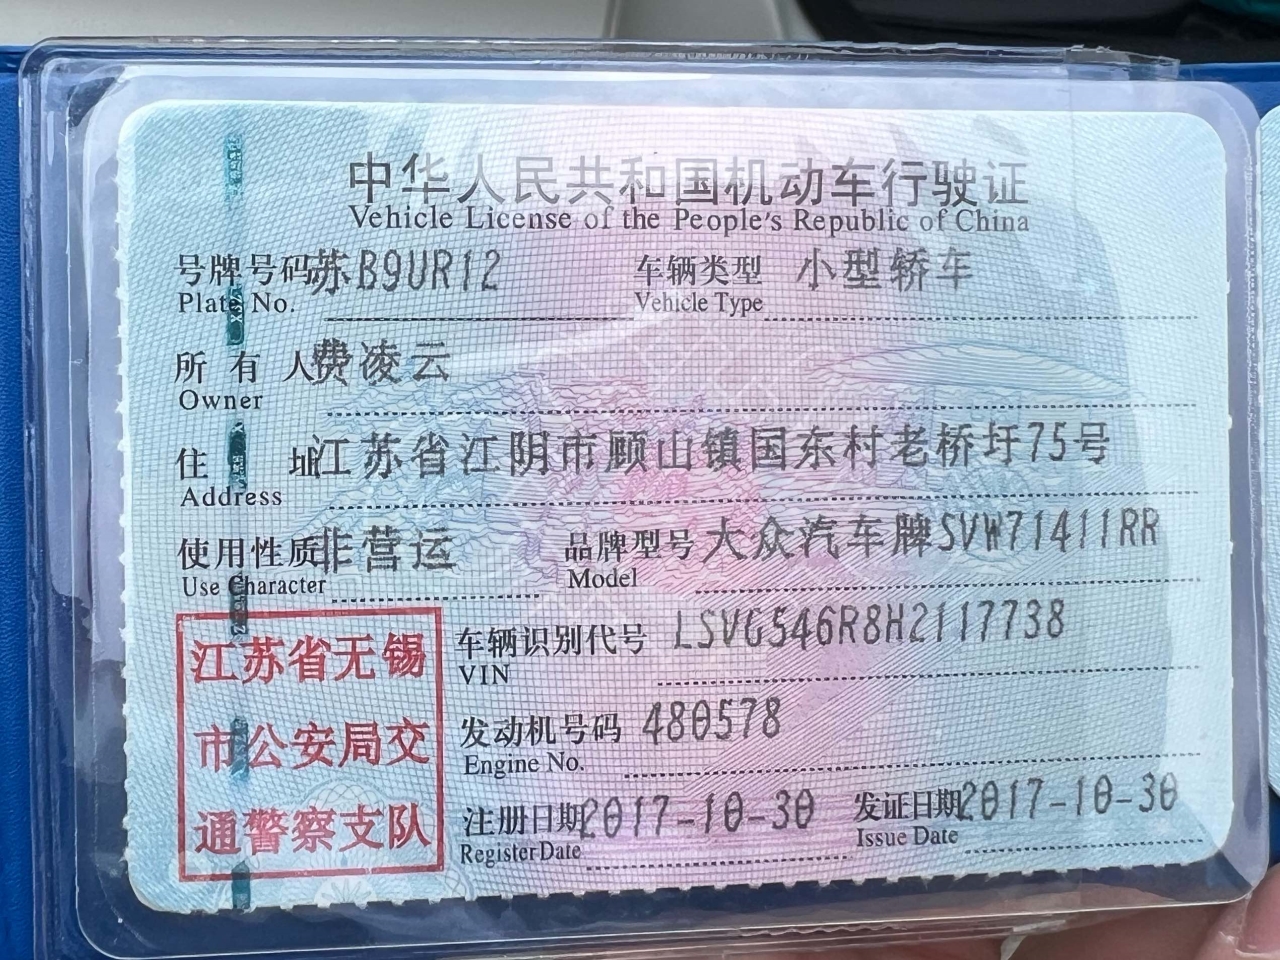 中华人民共和国机动车行驶证
Vehicle License of the People's Republic of China
号牌号码 苏B9UR12 车辆类型 小型轿车
Plate No. Vehicle Type
所有人 费凌云
Owner
住址 江苏省江阴市顾山镇国东村老桥圩75号
Address
使用性质 非营运 品牌型号 大众汽车牌SVW71411RR
Use Character Model
江苏省无锡
市公安局交
通警察支队
车辆识别代号 LSVG546R8H2117738
VIN
发动机号码 480578
Engine No.
注册日期 2017-10-30 发证日期 2017-10-30
Register Date Issue Date